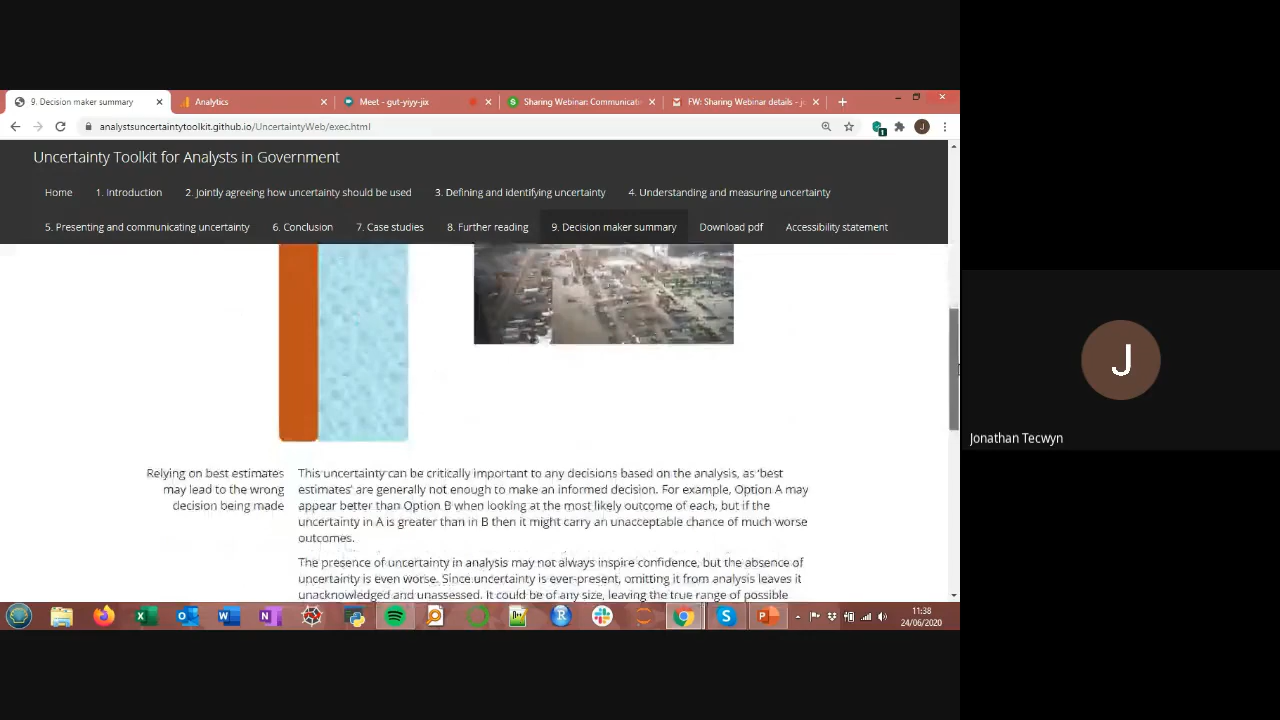 9. Decision maker summary
Analytics
Meet - gut-yiyy-jix
Sharing Webinar: Communicati
FW: Sharing Webinar details - jo
analystsuncertaintytoolkit.github.io/UncertaintyWeb/exec.html
Uncertainty Toolkit for Analysts in Government
Home 1. Introduction 2. Jointly agreeing how uncertainty should be used 3. Defining and identifying uncertainty 4. Understanding and measuring uncertainty
5. Presenting and communicating uncertainty 6. Conclusion 7. Case studies 8. Further reading 9. Decision maker summary Download pdf Accessibility statement
Relying on best estimates
may lead to the wrong
decision being made
This uncertainty can be critically important to any decisions based on the analysis, as ‘best
estimates’ are generally not enough to make an informed decision. For example, Option A may
appear better than Option B when looking at the most likely outcome of each, but if the
uncertainty in A is greater than in B then it might carry an unacceptable chance of much worse
outcomes.
The presence of uncertainty in analysis may not always inspire confidence, but the absence of
uncertainty is even worse. Since uncertainty is ever-present, omitting it from analysis leaves it
unacknowledged and unassessed. It could be of any size, leaving the true range of possible
11:38
24/06/2020
J
Jonathan Tecwyn